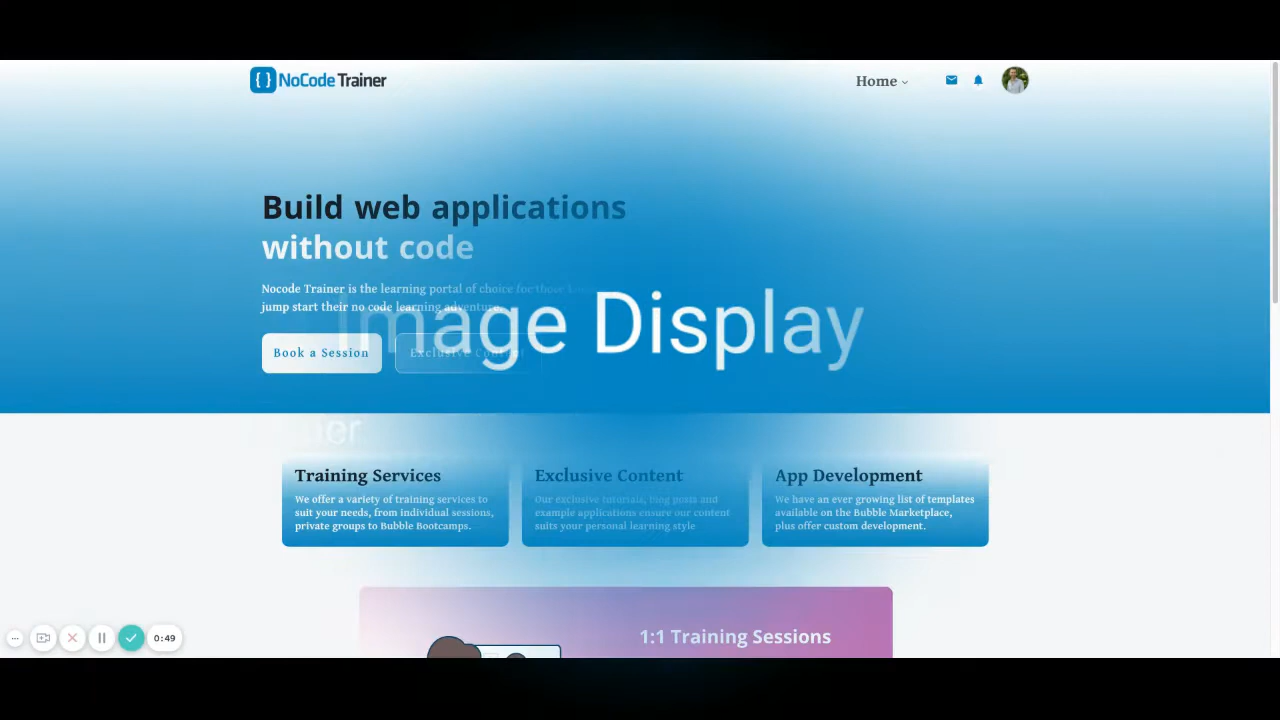 NoCode Trainer
Home
Build web applications
without code
Nocode Trainer is the learning portal of choice for those
jump start their no code learning adventure.
Image Display
Book a Session
Exclusive Content
Training Services
We offer a variety of training services to
suit your needs, from individual sessions,
private groups to Bubble Bootcamps.
Exclusive Content
Our exclusive tutorials, blog posts and
example applications ensure our content
suits your personal learning style
App Development
We have an ever growing list of templates
available on the Bubble Marketplace,
plus offer custom development.
1:1 Training Sessions
0:49